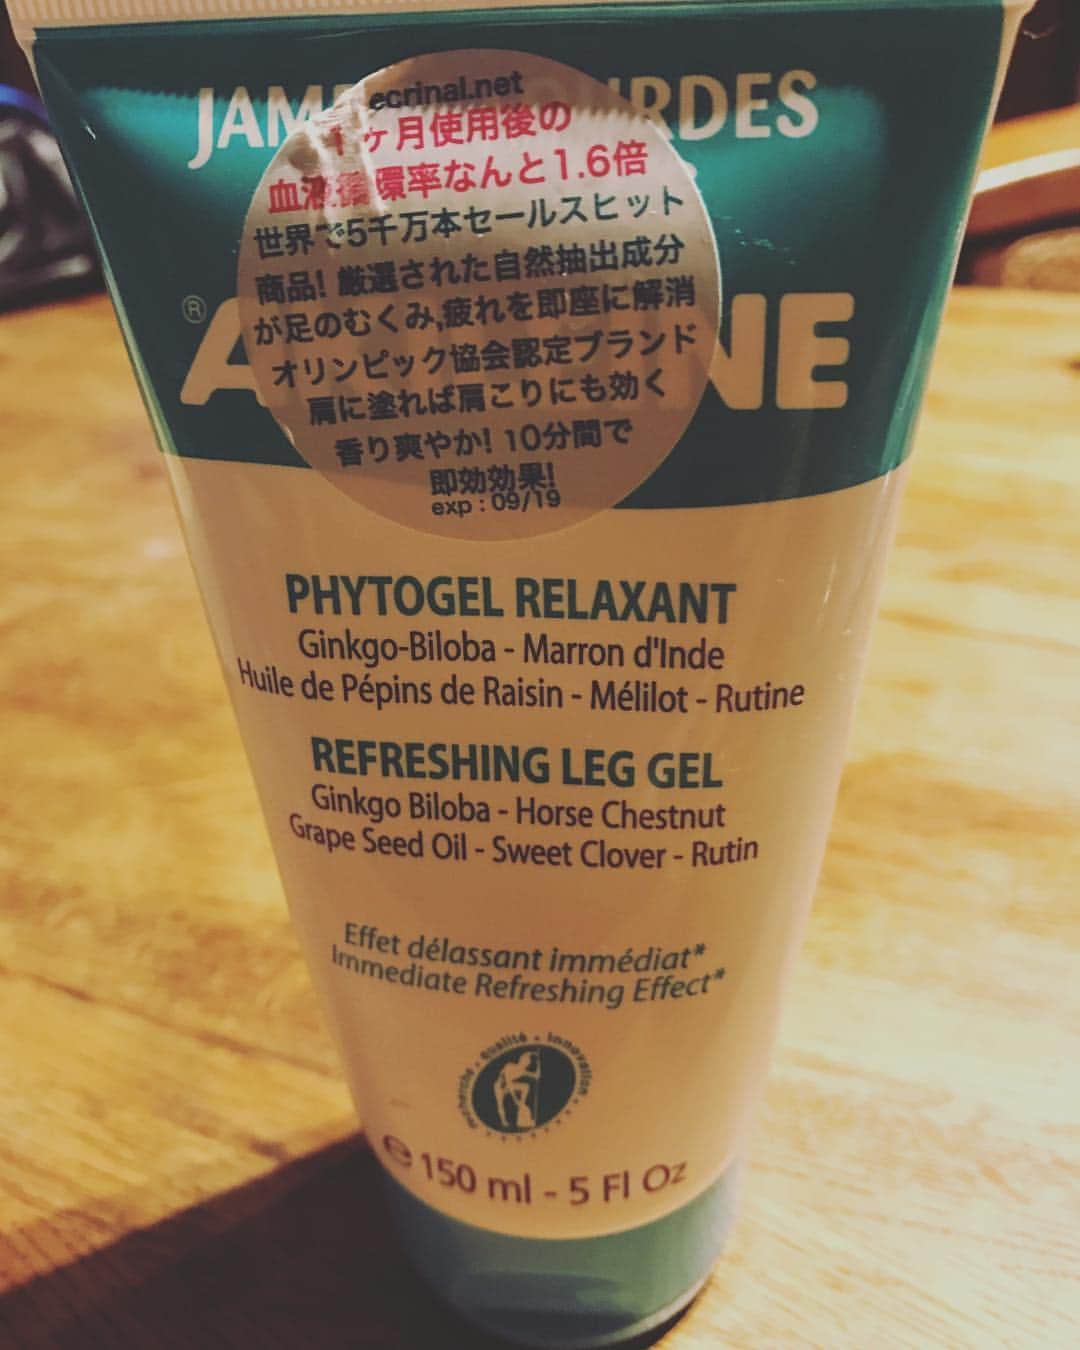 ecrinal.net
1ヶ月使用後の
血液循環率なんと1.6倍
世界で5千万本セールスヒット
商品! 厳選された自然抽出成分
が足のむくみ,疲れを即座に解消
オリンピック協会認定ブランド
肩に塗れば肩こりにも効く
香り爽やか! 10分間で
即効効果!
exp : 09/19
®
PHYTOGEL RELAXANT
Ginkgo-Biloba - Marron d'Inde
Huile de Pépins de Raisin - Mélilot - Rutine
REFRESHING LEG GEL
Ginkgo Biloba - Horse Chestnut
Grape Seed Oil - Sweet Clover - Rutin
Effet délassant immédiat*
Immediate Refreshing Effect*
recherche • qualité • innovation
℮ 150 ml - 5 Fl Oz